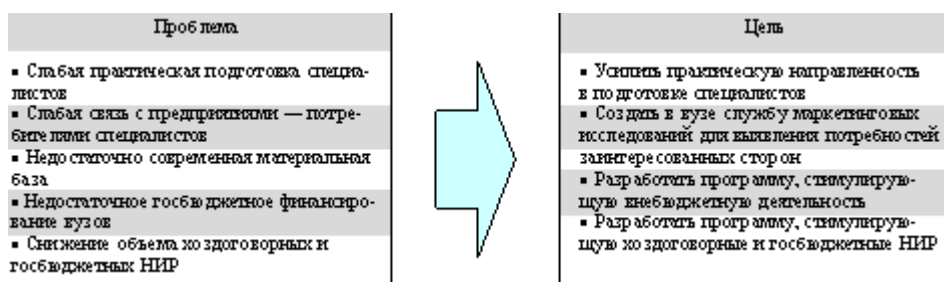 Проблема
▪ Слабая практическая подготовка специа-
листов
▪ Слабая связь с предприятиями — потре-
бителями специалистов
▪ Недостаточно современная материальная
база
▪ Недостаточное госбюджетное финансиро-
вание вузов
▪ Снижение объема хоздоговорных и
госбюджетных НИР
Цель
▪ Усилить практическую направленность
в подготовке специалистов
▪ Создать в вузе службу маркетинговых
исследований для выявления потребностей
заинтересованных сторон
▪ Разработать программу, стимулирую-
щую внебюджетную деятельность
▪ Разработать программу, стимулирую-
щую хоздоговорные и госбюджетные НИР